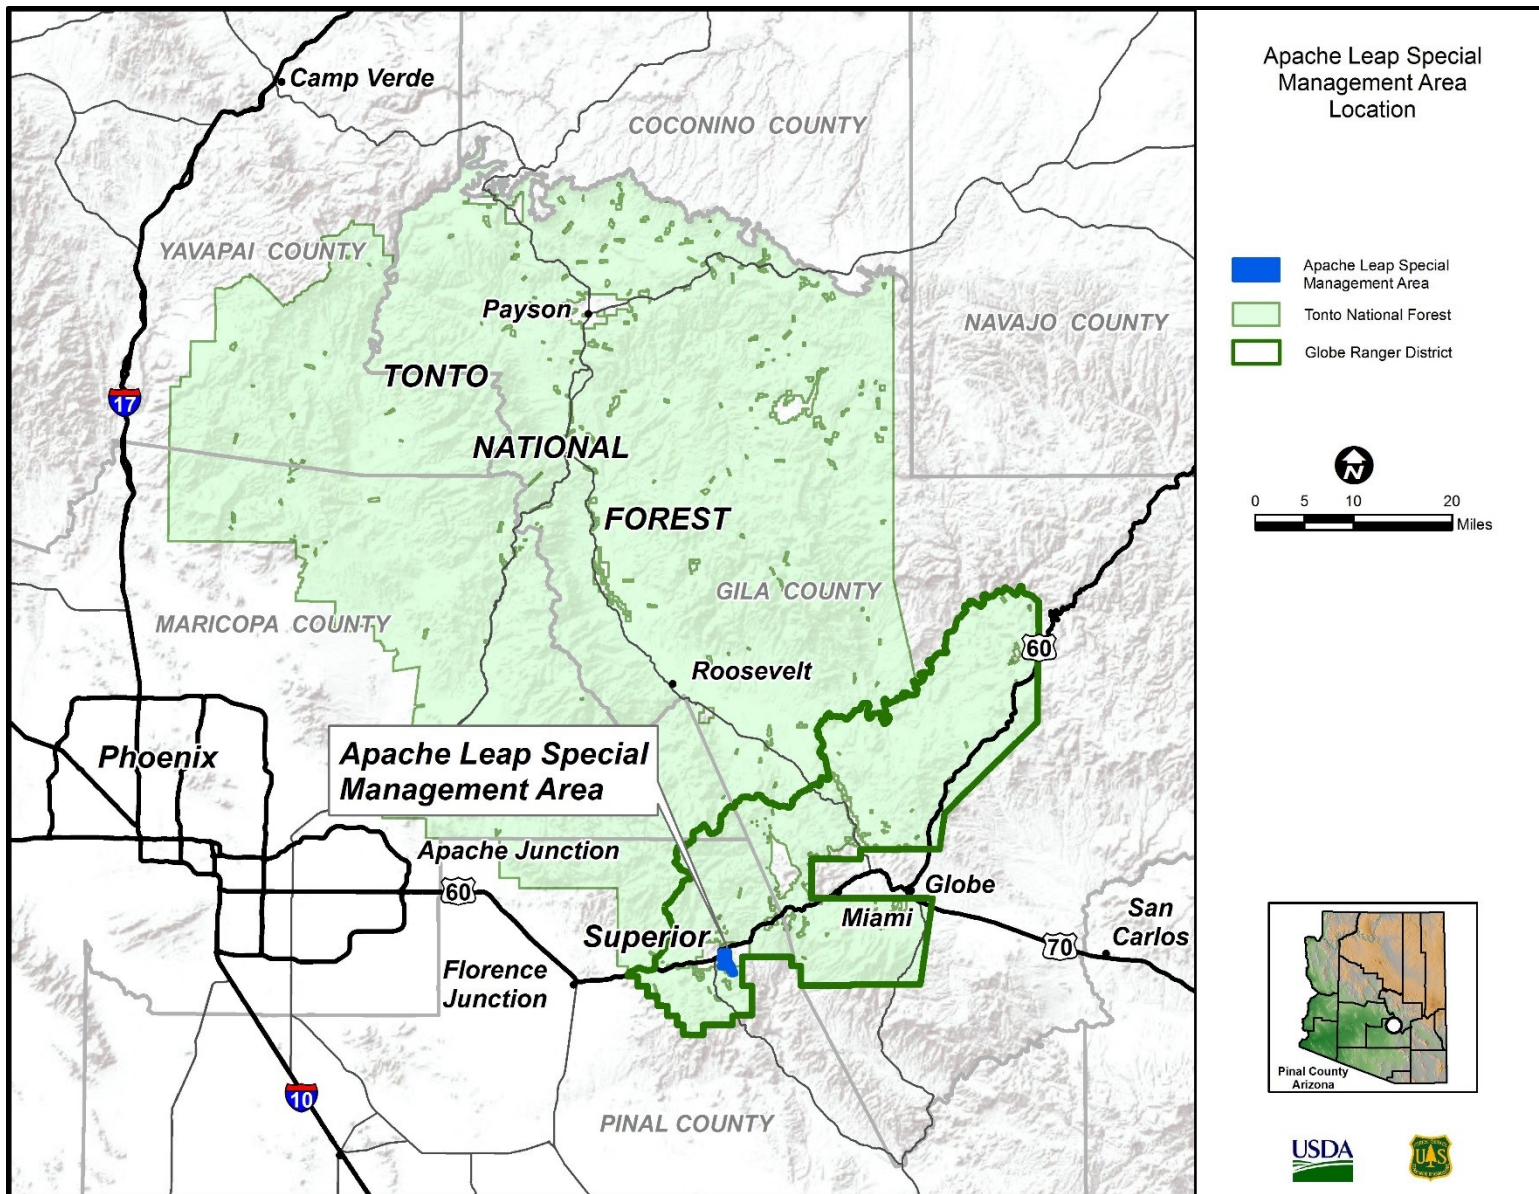 Camp Verde
COCONINO COUNTY
YAVAPAI COUNTY
Payson
NAVAJO COUNTY
TONTO
17
NATIONAL
FOREST
GILA COUNTY
MARICOPA COUNTY
60
Roosevelt
Phoenix
Apache Leap Special
Management Area
Apache Junction
60
Globe
Miami
San
Carlos
Superior
70
Florence
Junction
10
PINAL COUNTY
Apache Leap Special
Management Area
Location
Apache Leap Special
Management Area
Tonto National Forest
Globe Ranger District
N
0 5 10 20
Miles
Pinal County
Arizona
USDA
U S